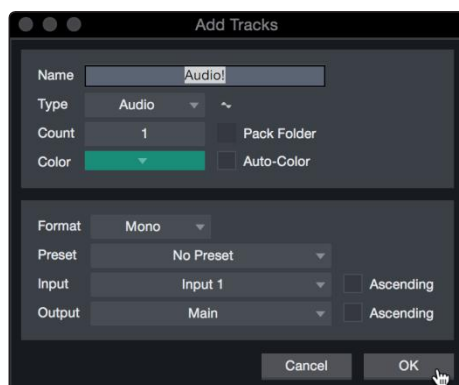 Add Tracks
Name Audio!
Type Audio
Count 1 Pack Folder
Color Auto-Color
Format Mono
Preset No Preset
Input Input 1 Ascending
Output Main Ascending
Cancel OK